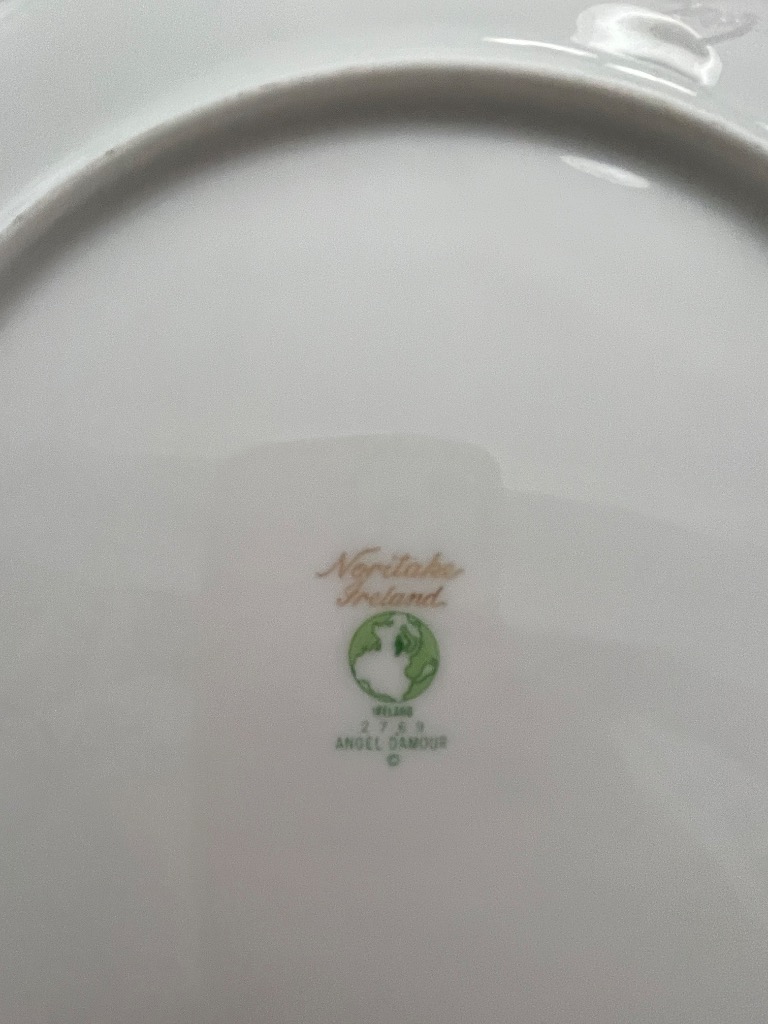 Noritake
Ireland
IRELAND
2769
ANGEL D'AMOUR
©